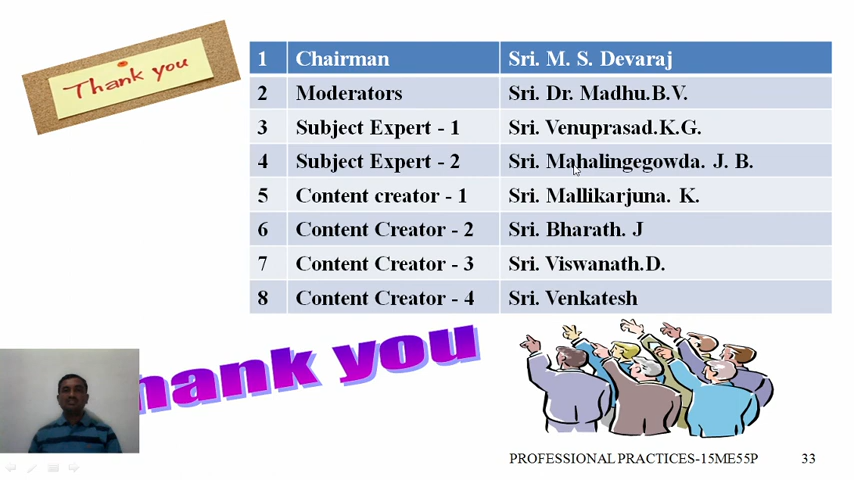 Thank you
1 Chairman Sri. M. S. Devaraj
2 Moderators Sri. Dr. Madhu.B.V.
3 Subject Expert - 1 Sri. Venuprasad.K.G.
4 Subject Expert - 2 Sri. Mahalingegowda. J. B.
5 Content creator - 1 Sri. Mallikarjuna. K.
6 Content Creator - 2 Sri. Bharath. J
7 Content Creator - 3 Sri. Viswanath.D.
8 Content Creator - 4 Sri. Venkatesh
hank you
PROFESSIONAL PRACTICES-15ME55P 33